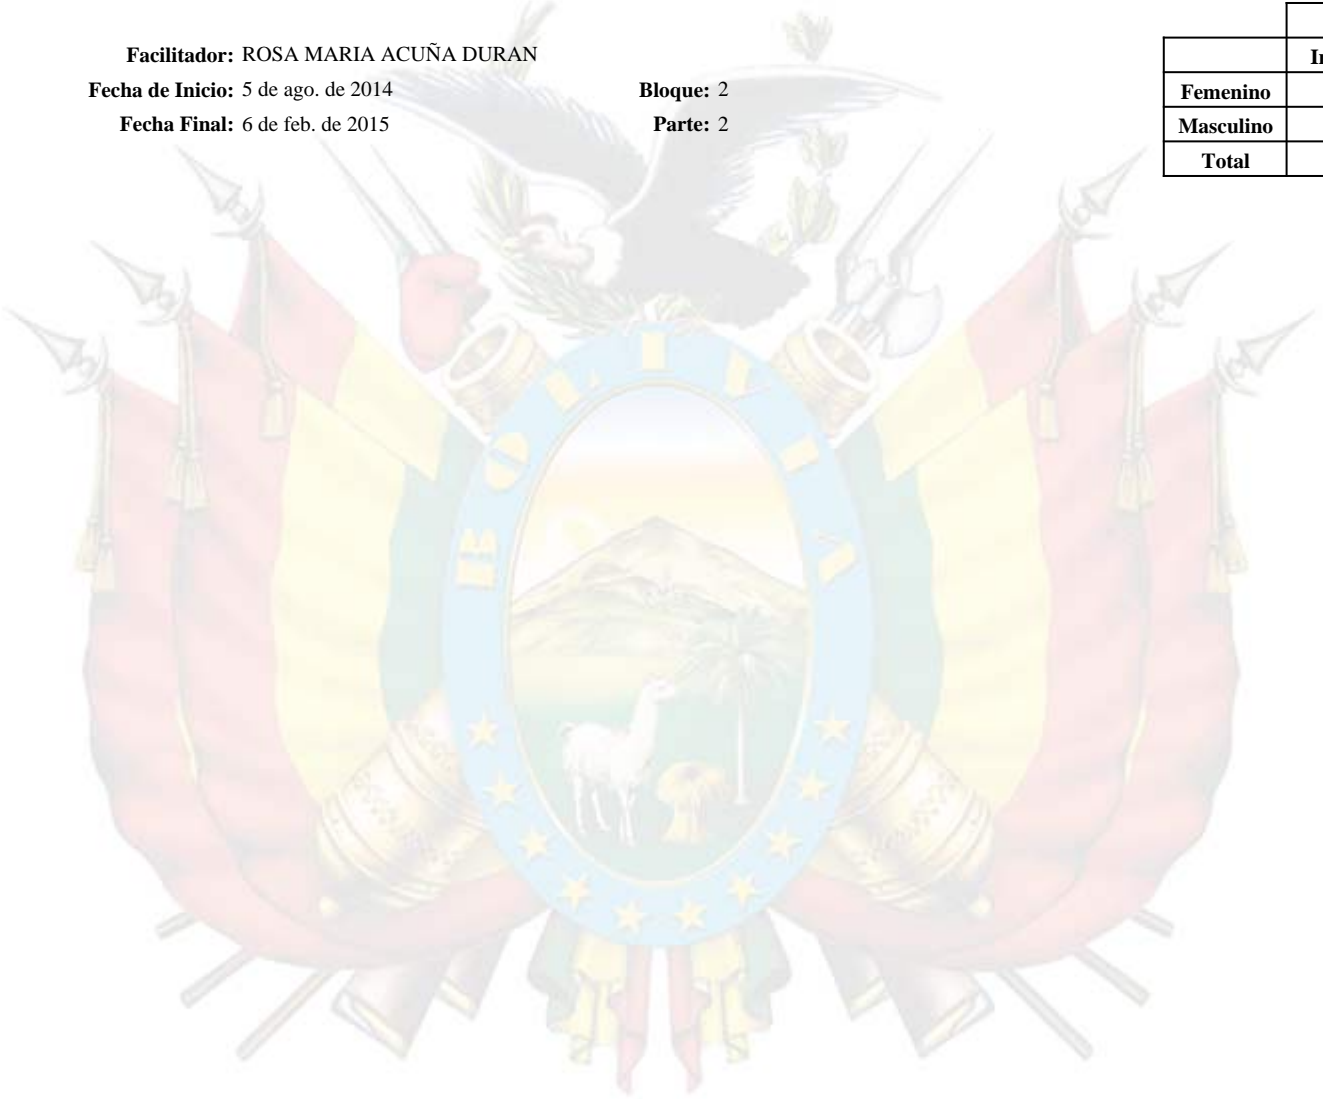 Facilitador: ROSA MARIA ACUÑA DURAN
Fecha de Inicio: 5 de ago. de 2014 Bloque: 2
Fecha Final: 6 de feb. de 2015 Parte: 2
Femenino
Masculino
Total
BOLIVIA